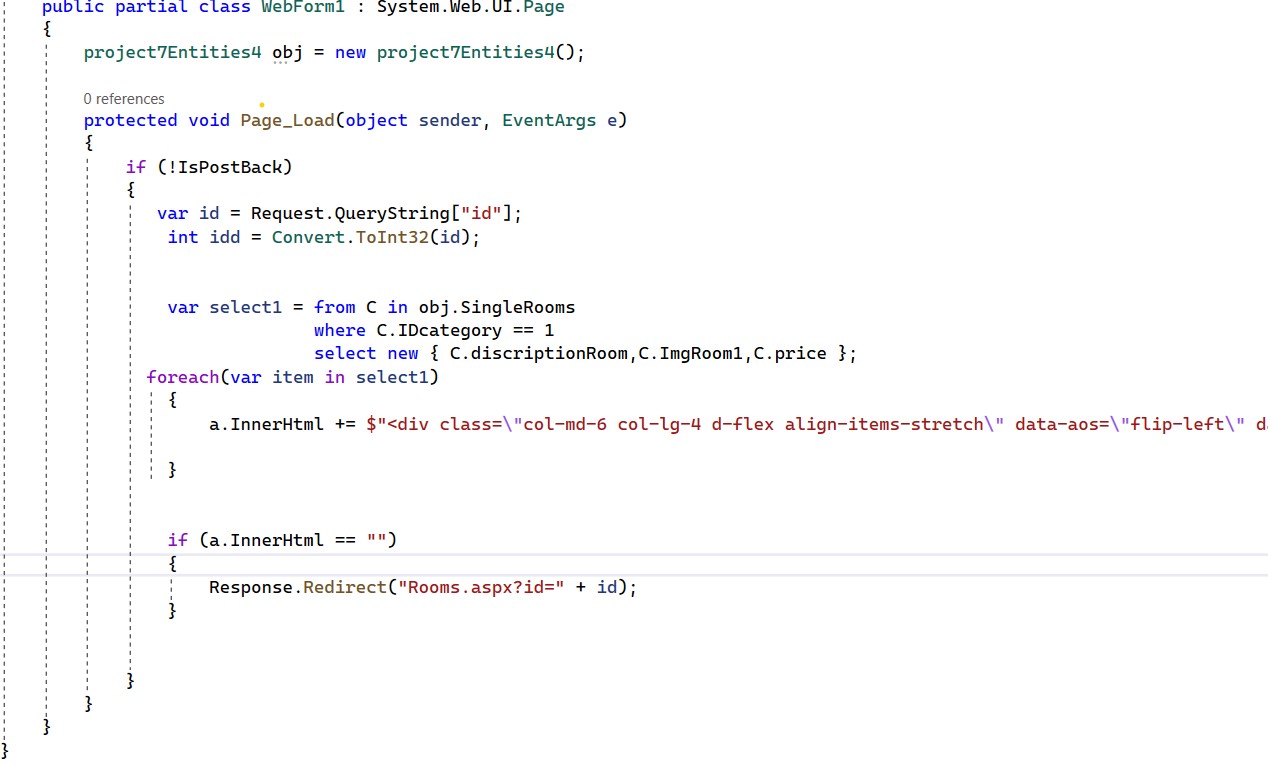 public partial class WebForm1 : System.Web.UI.Page
{
project7Entities4 obj = new project7Entities4();
0 references
protected void Page_Load(object sender, EventArgs e)
{
if (!IsPostBack)
{
var id = Request.QueryString["id"];
int idd = Convert.ToInt32(id);
var select1 = from C in obj.SingleRooms
where C.IDcategory == 1
select new { C.discriptionRoom,C.ImgRoom1,C.price };
foreach(var item in select1)
{
a.InnerHtml += $"<div class=\"col-md-6 col-lg-4 d-flex align-items-stretch\" data-aos=\"flip-left\"
}
if (a.InnerHtml == "")
{
Response.Redirect("Rooms.aspx?id=" + id);
}
}
}
}
}